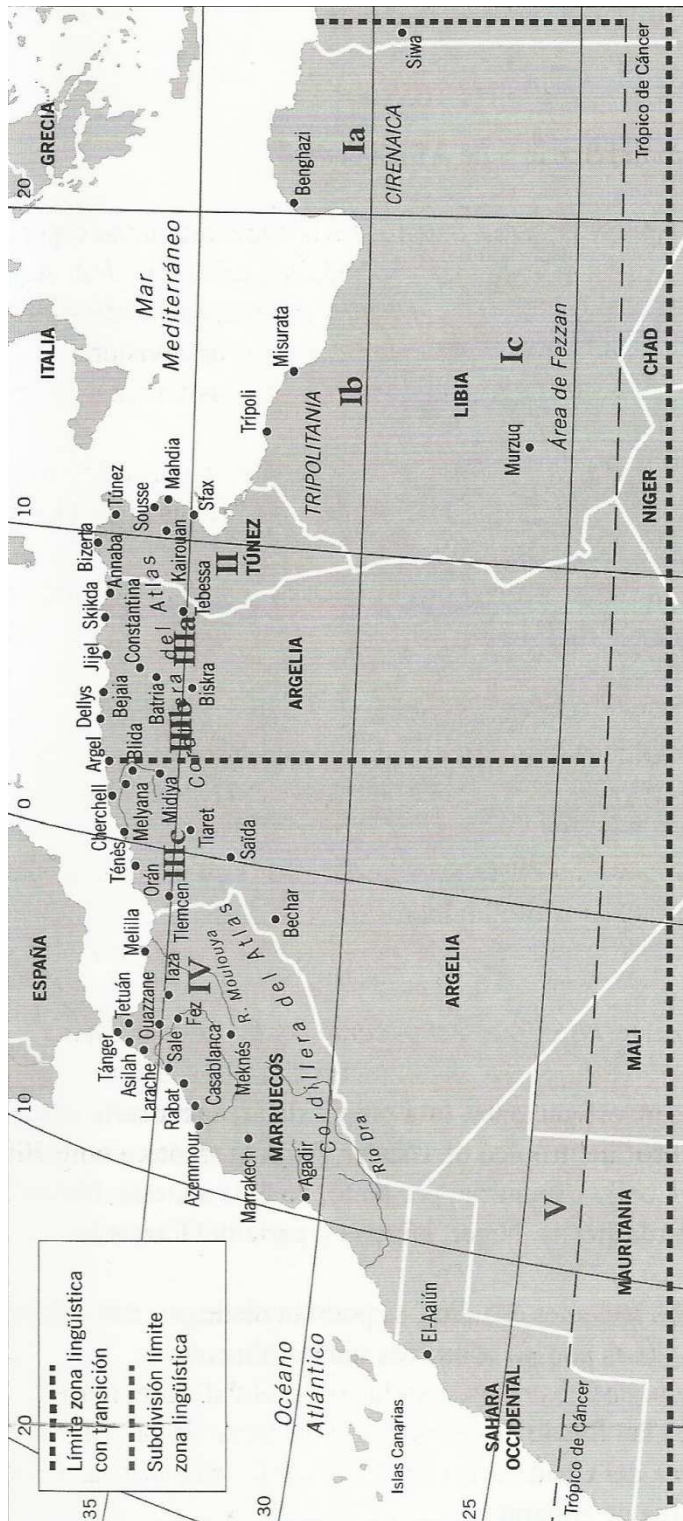 Límite zona lingüística
con transición
Subdivisión límite
zona lingüística
20
10
0
10
20
35
30
25
ESPAÑA
ITALIA
GRECIA
Mar
Mediterráneo
Océano
Atlántico
Islas Canarias
Tánger
Tetuán
Asilah
Ouazzane
Larache
Sale
Rabat
Fez
Taza
Melilla
Casablanca
Azemmour
Meknés
R. Moulouya
IV
MARRUECOS
Marrakech
Agadir
Cordillera del Atlas
Río Dra
El-Aaiún
SAHARA
OCCIDENTAL
Trópico de Cáncer
V
MAURITANIA
MALI
ARGELIA
Bechar
Saïda
Tlemcen
Orán
IIIc
Tiaret
Ténès
Cherchell
Melyana
Midiya
Blida
Argel
Dellys
Bejaia
Jijel
Skikda
Constantina
Annaba
Batria
Biskra
Tebessa
IIIb
IIIa
Cordillera del Atlas
ARGELIA
Bizerta
Túnez
Sousse
Mahdia
Kairouan
Sfax
II
TÚNEZ
Trípoli
Misurata
TRIPOLITANIA
Ib
LIBIA
Ic
Murzuq
Área de Fezzan
NIGER
CHAD
Benghazi
Ia
CIRENAICA
Siwa
Trópico de Cáncer